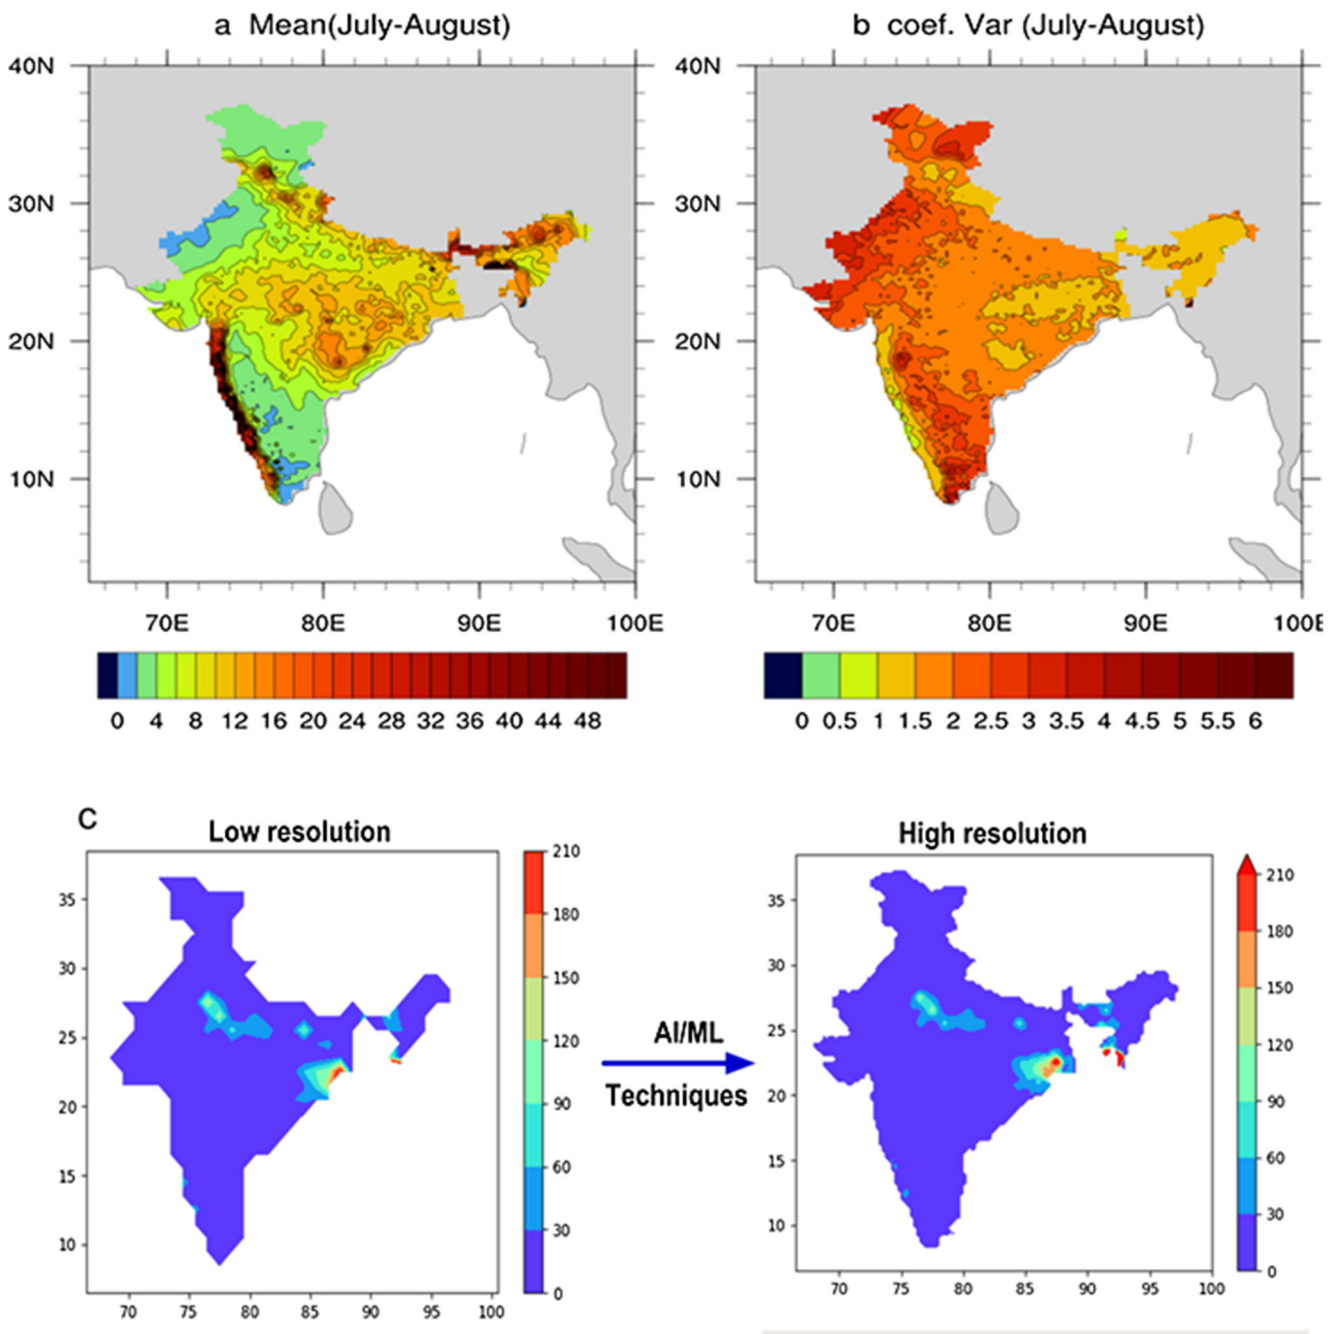 a Mean(July-August)
b coef. Var (July-August)
40N
30N
20N
10N
70E 80E 90E 100E
0 4 8 12 16 20 24 28 32 36 40 44 48
40N
30N
20N
10N
70E 80E 90E 100E
0 0.5 1 1.5 2 2.5 3 3.5 4 4.5 5 5.5 6
C
Low resolution
35
30
25
20
15
10
70 75 80 85 90 95 100
210
180
150
120
90
60
30
0
AI/ML
Techniques
High resolution
35
30
25
20
15
10
70 75 80 85 90 95 100
210
180
150
120
90
60
30
0